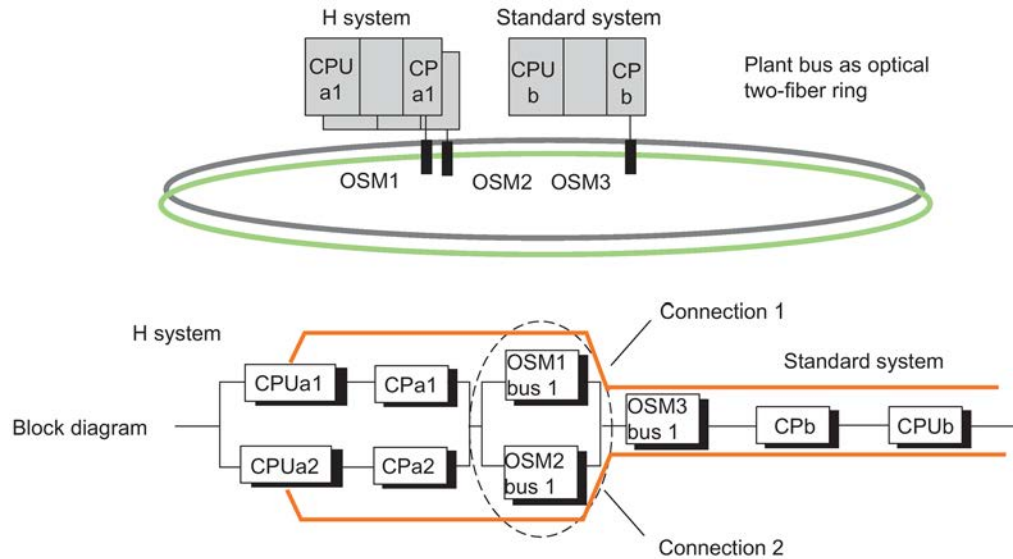 H system
Standard system
CPU
a1
CP
a1
CPU
b
CP
b
Plant bus as optical
two-fiber ring
OSM1
OSM2
OSM3
Connection 1
H system
Standard system
CPUa1
CPa1
OSM1
bus 1
OSM3
bus 1
CPb
CPUb
Block diagram
CPUa2
CPa2
OSM2
bus 1
Connection 2